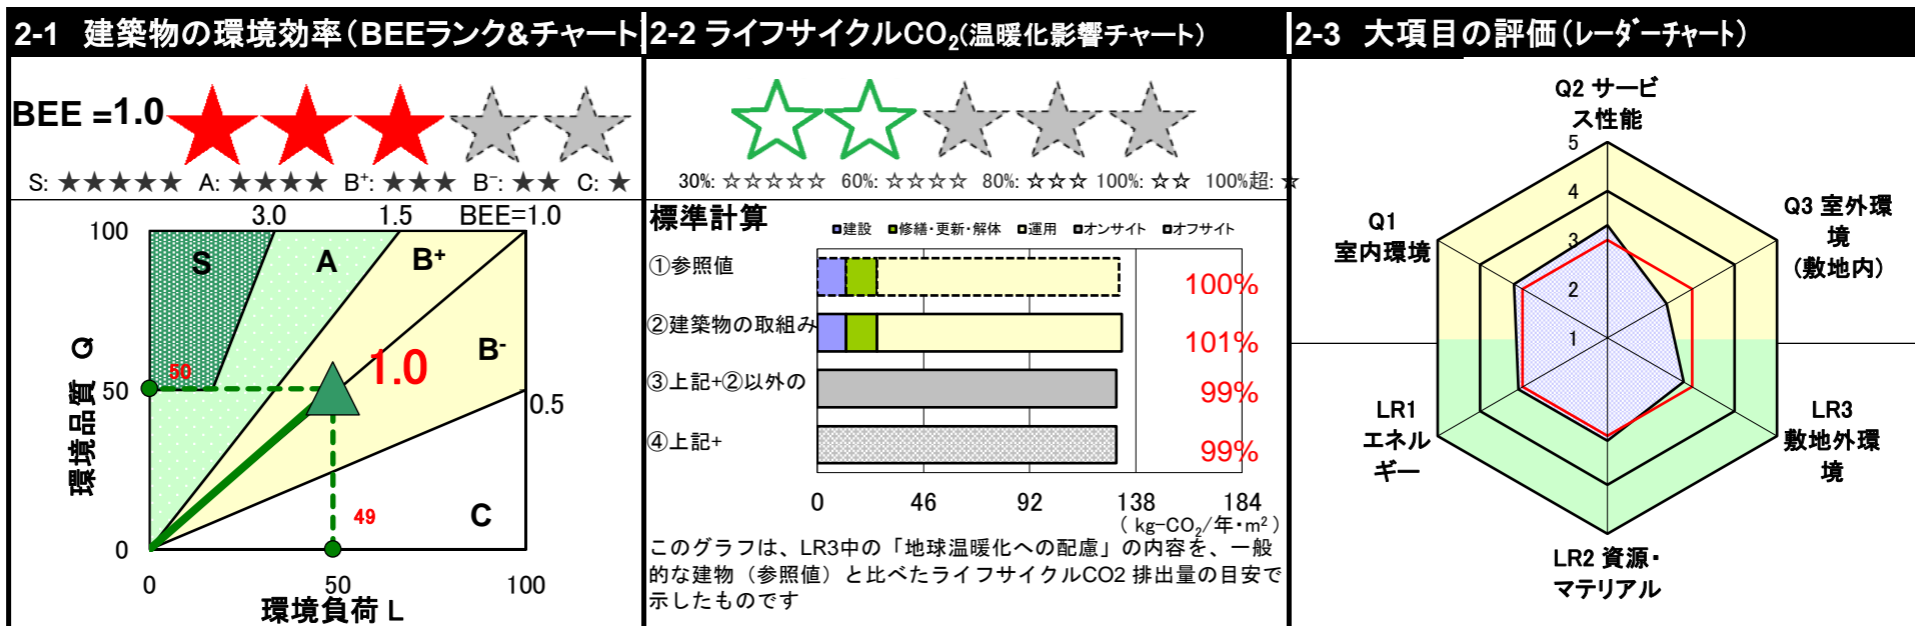 2-1 建築物の環境効率(BEEランク&チャート)
BEE =1.0
S: ★★★★★ A: ★★★★ B⁺: ★★★ B⁻: ★★ C: ★
3.0 1.5 BEE=1.0
100
S
A
B⁺
B⁻
C
50
1.0
0.5
環境品質 Q
50
49
0
0 50 100
環境負荷 L
2-2 ライフサイクルCO₂(温暖化影響チャート)
30%: ☆☆☆☆☆ 60%: ☆☆☆☆ 80%: ☆☆☆ 100%: ☆☆ 100%超: ☆
標準計算
建設 修繕・更新・解体 運用 オンサイト オフサイト
①参照値 100%
②建築物の取組み 101%
③上記+②以外の 99%
④上記+ 99%
0 46 92 138 184
( kg-CO₂/年・m² )
このグラフは、LR3中の「地球温暖化への配慮」の内容を、一般
的な建物(参照値)と比べたライフサイクルCO2 排出量の目安で
示したものです
2-3 大項目の評価(レーダーチャート)
Q2 サービ
ス性能
5
4
3
2
1
Q1
室内環境
Q3 室外環
境
(敷地内)
LR1
エネル
ギー
LR3
敷地外環
境
LR2 資源・
マテリアル